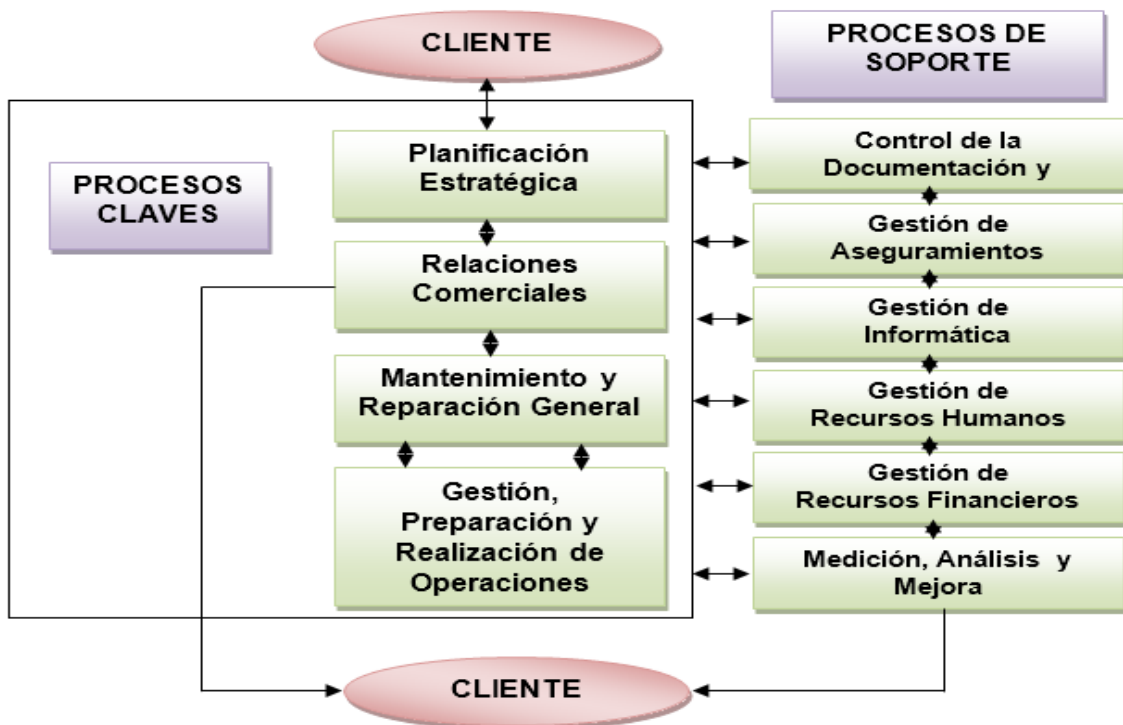 CLIENTE
PROCESOS DE
SOPORTE
PROCESOS
CLAVES
Planificación
Estratégica
Relaciones
Comerciales
Mantenimiento y
Reparación General
Gestión,
Preparación y
Realización de
Operaciones
Control de la
Documentación y
Gestión de
Aseguramientos
Gestión de
Informática
Gestión de
Recursos Humanos
Gestión de
Recursos Financieros
Medición, Análisis y
Mejora
CLIENTE